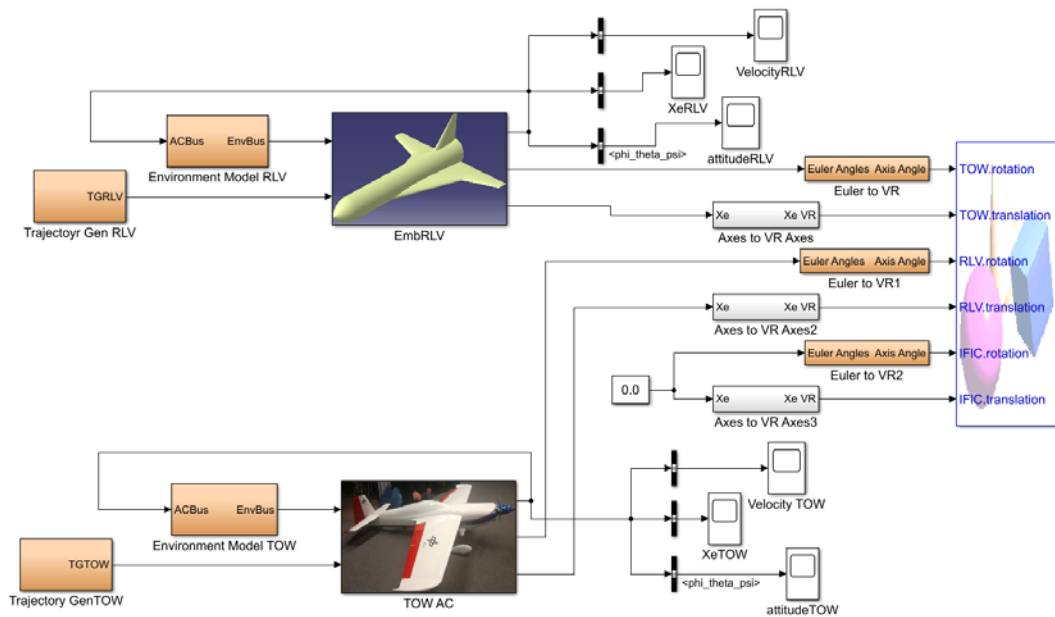 VelocityRLV
XeRLV
<phi_theta_psi>
attitudeRLV
ACBus EnvBus
Environment Model RLV
TGRLV
Trajectoyr Gen RLV
EmbRLV
Euler Angles Axis Angle
Euler to VR
Xe Xe VR
Axes to VR Axes
Euler Angles Axis Angle
Euler to VR1
Xe Xe VR
Axes to VR Axes2
Euler Angles Axis Angle
Euler to VR2
0.0
Xe Xe VR
Axes to VR Axes3
TOW.rotation
TOW.translation
RLV.rotation
RLV.translation
IFIC.rotation
IFIC.translation
ACBus EnvBus
Environment Model TOW
TGTOW
Trajectory GenTOW
TOW AC
Velocity TOW
XeTOW
<phi_theta_psi>
attitudeTOW